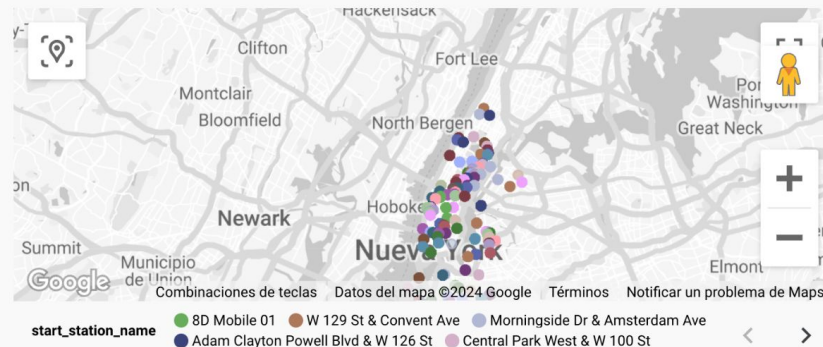 Hackensack
Clifton
Fort Lee
Montclair
Bloomfield
North Bergen
Washington
Great Neck
Newark
Nueva York
Summit
Municipio
de Union
Elmont
Google
Combinaciones de teclas Datos del mapa ©2024 Google Términos Notificar un problema de Maps
start_station_name
8D Mobile 01 W 129 St & Convent Ave Morningside Dr & Amsterdam Ave
Adam Clayton Powell Blvd & W 126 St Central Park West & W 100 St